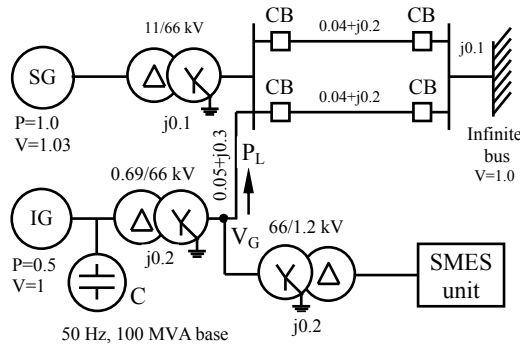 11/66 kV
CB
0.04+j0.2
CB
j0.1
SG
CB
0.04+j0.2
CB
P=1.0
V=1.03
j0.1
Infinite
bus
V=1.0
0.05+j0.3
P_L
0.69/66 kV
IG
V_G
66/1.2 kV
P=0.5
V=1
j0.2
C
SMES
unit
j0.2
50 Hz, 100 MVA base